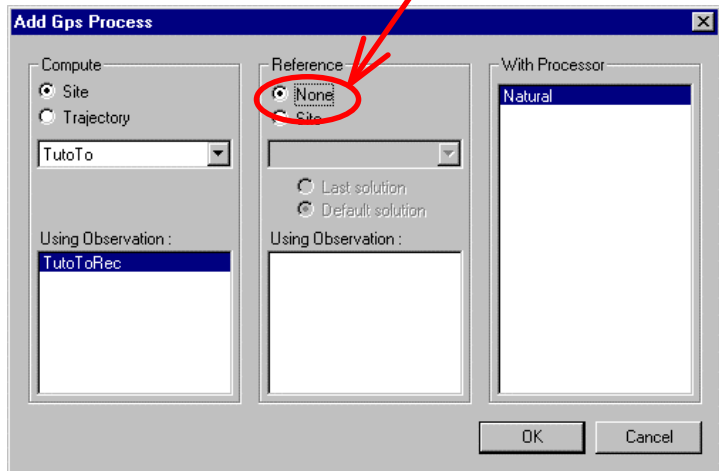 Add Gps Process
Compute
Site
Trajectory
TutoTo
Using Observation :
TutoToRec
Reference
None
Site
Last solution
Default solution
Using Observation :
With Processor
Natural
OK
Cancel